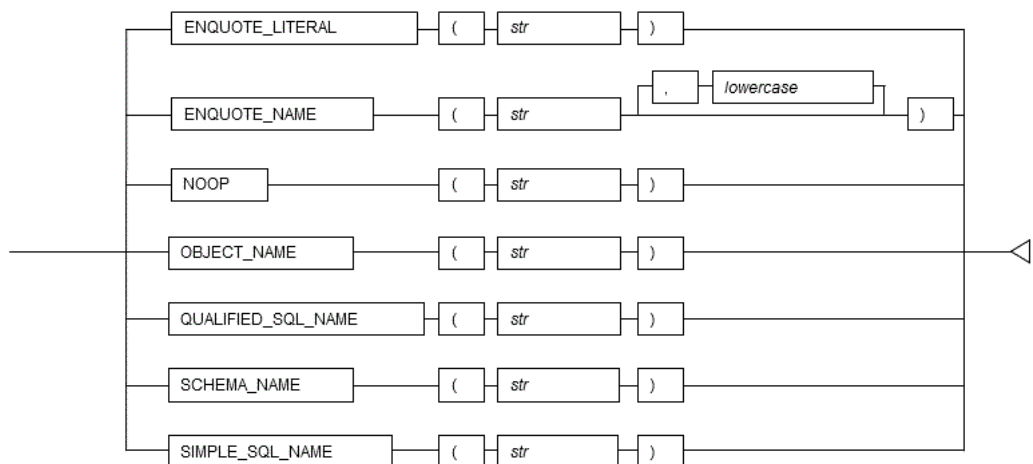 ENQUOTE_LITERAL ( str )
, lowercase
ENQUOTE_NAME ( str )
NOOP ( str )
OBJECT_NAME ( str )
QUALIFIED_SQL_NAME ( str )
SCHEMA_NAME ( str )
SIMPLE_SQL_NAME ( str )